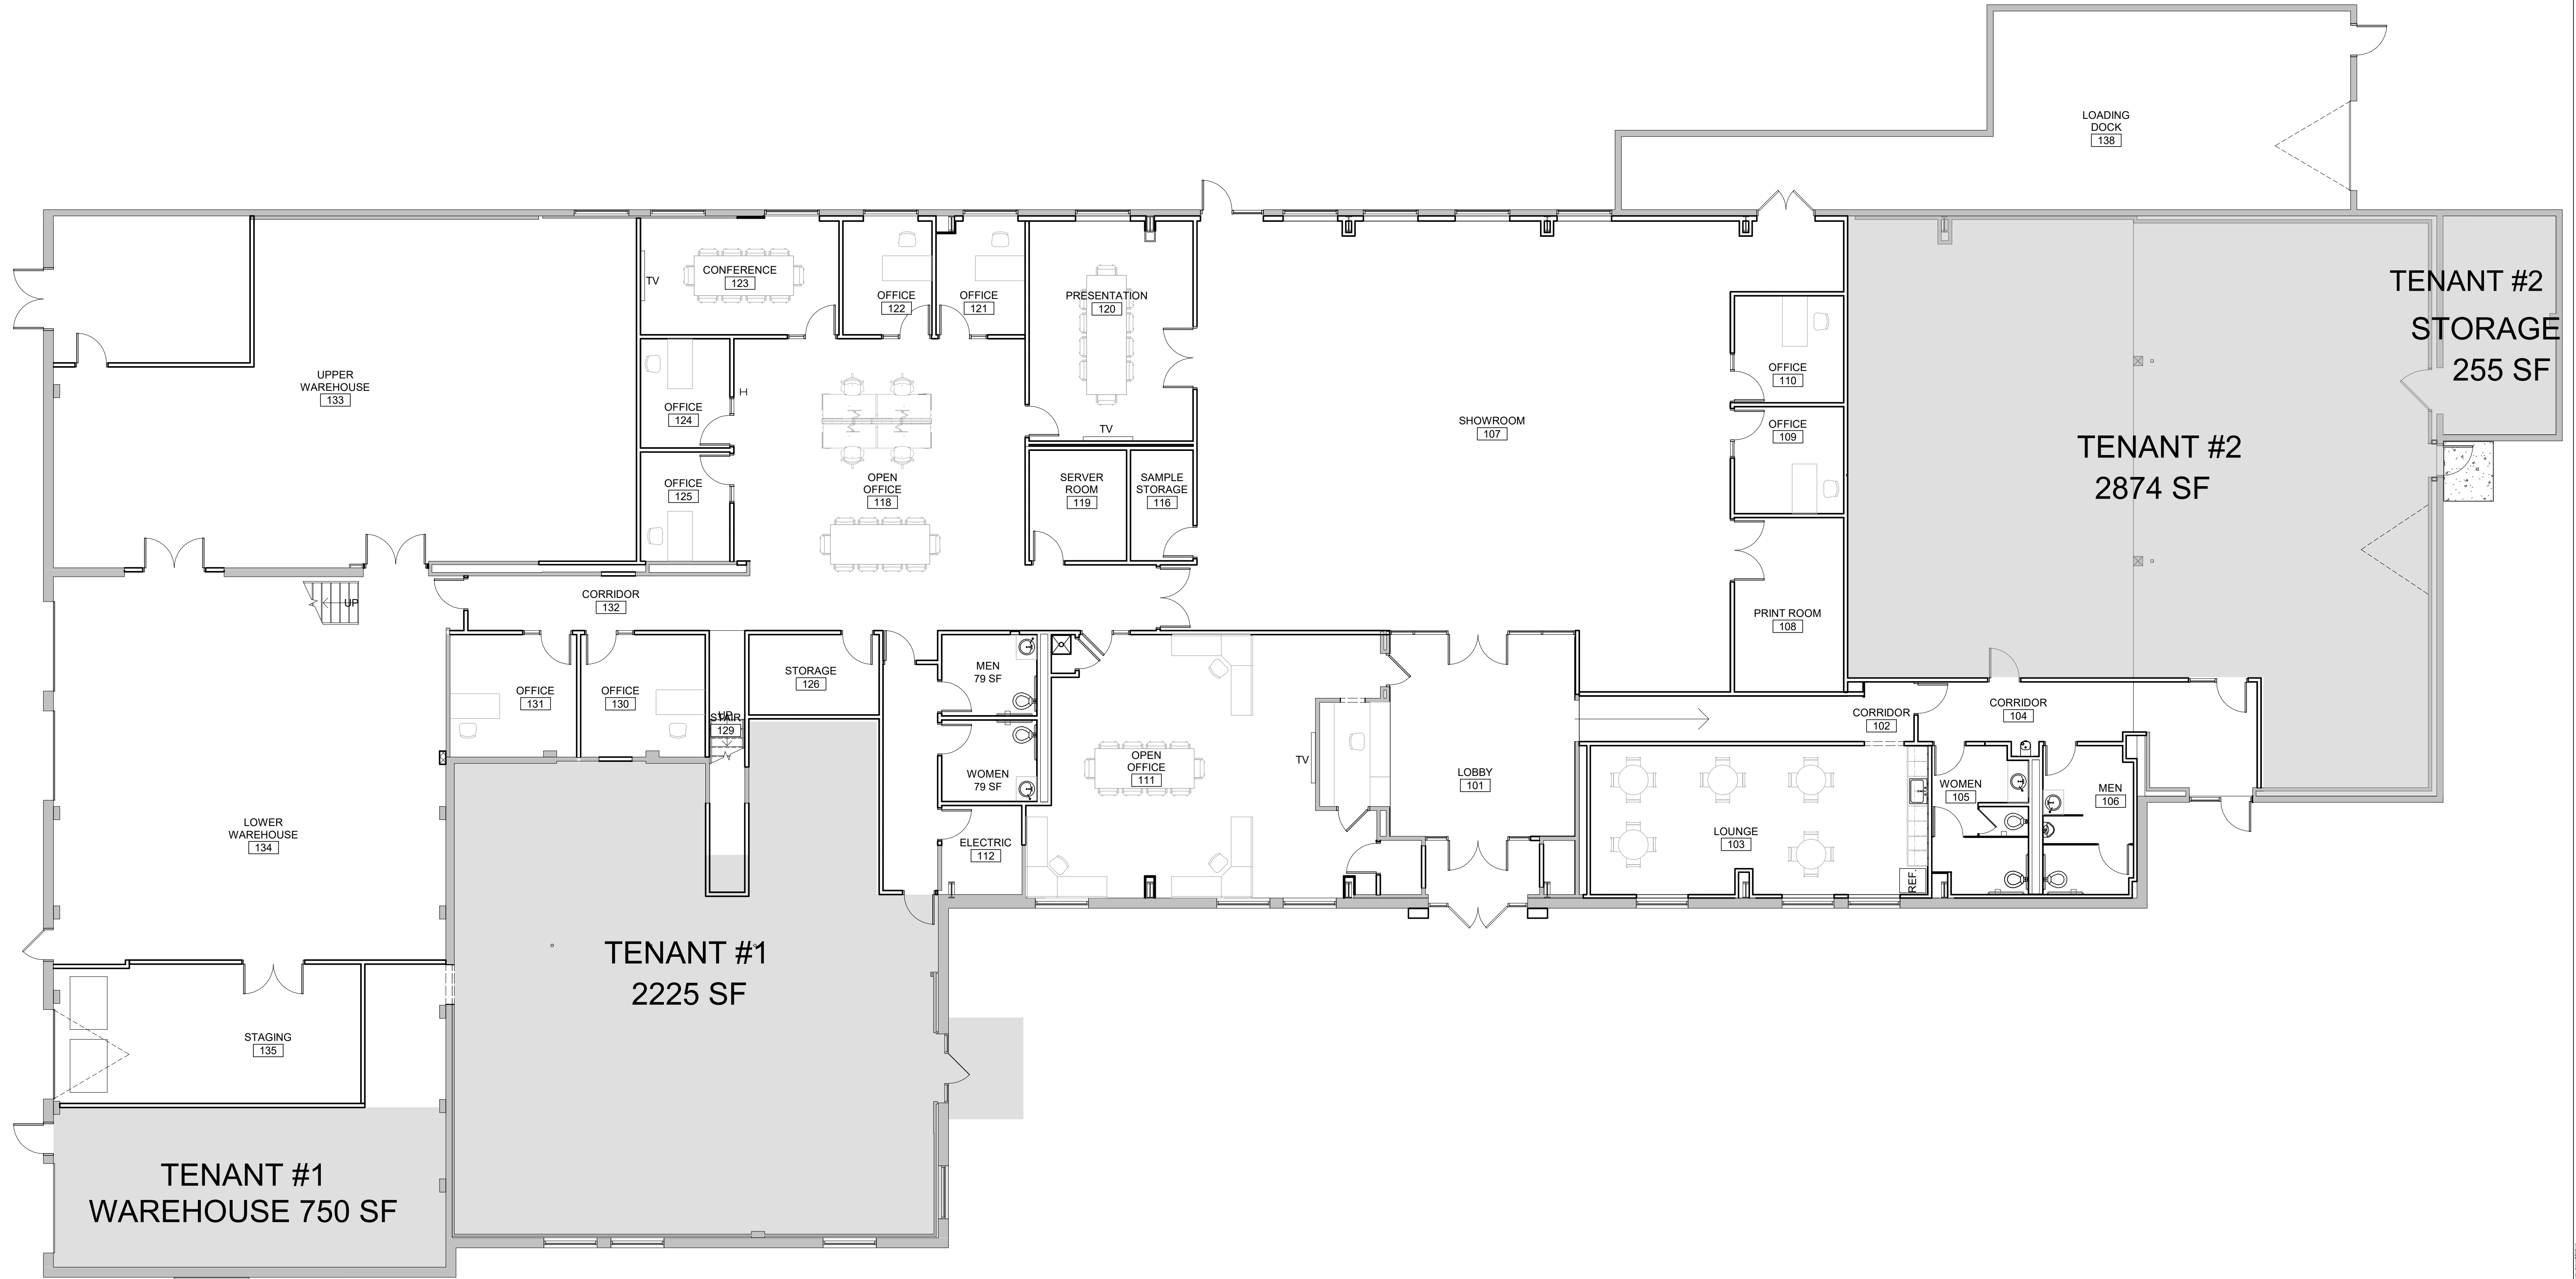 LOADING
DOCK
138
CONFERENCE
123
TV
OFFICE
122
OFFICE
121
PRESENTATION
120
TV
TENANT #2
STORAGE
255 SF
UPPER
WAREHOUSE
133
OFFICE
124
OFFICE
125
OPEN
OFFICE
118
SERVER
ROOM
119
SAMPLE
STORAGE
116
SHOWROOM
107
OFFICE
110
OFFICE
109
TENANT #2
2874 SF
UP
CORRIDOR
132
PRINT ROOM
108
OFFICE
131
OFFICE
130
UP
STAIR
129
STORAGE
126
MEN
79 SF
WOMEN
79 SF
ELECTRIC
112
OPEN
OFFICE
111
TV
LOBBY
101
CORRIDOR
102
CORRIDOR
104
LOUNGE
103
REF.
WOMEN
105
MEN
106
LOWER
WAREHOUSE
134
TENANT #1
2225 SF
STAGING
135
TENANT #1
WAREHOUSE 750 SF